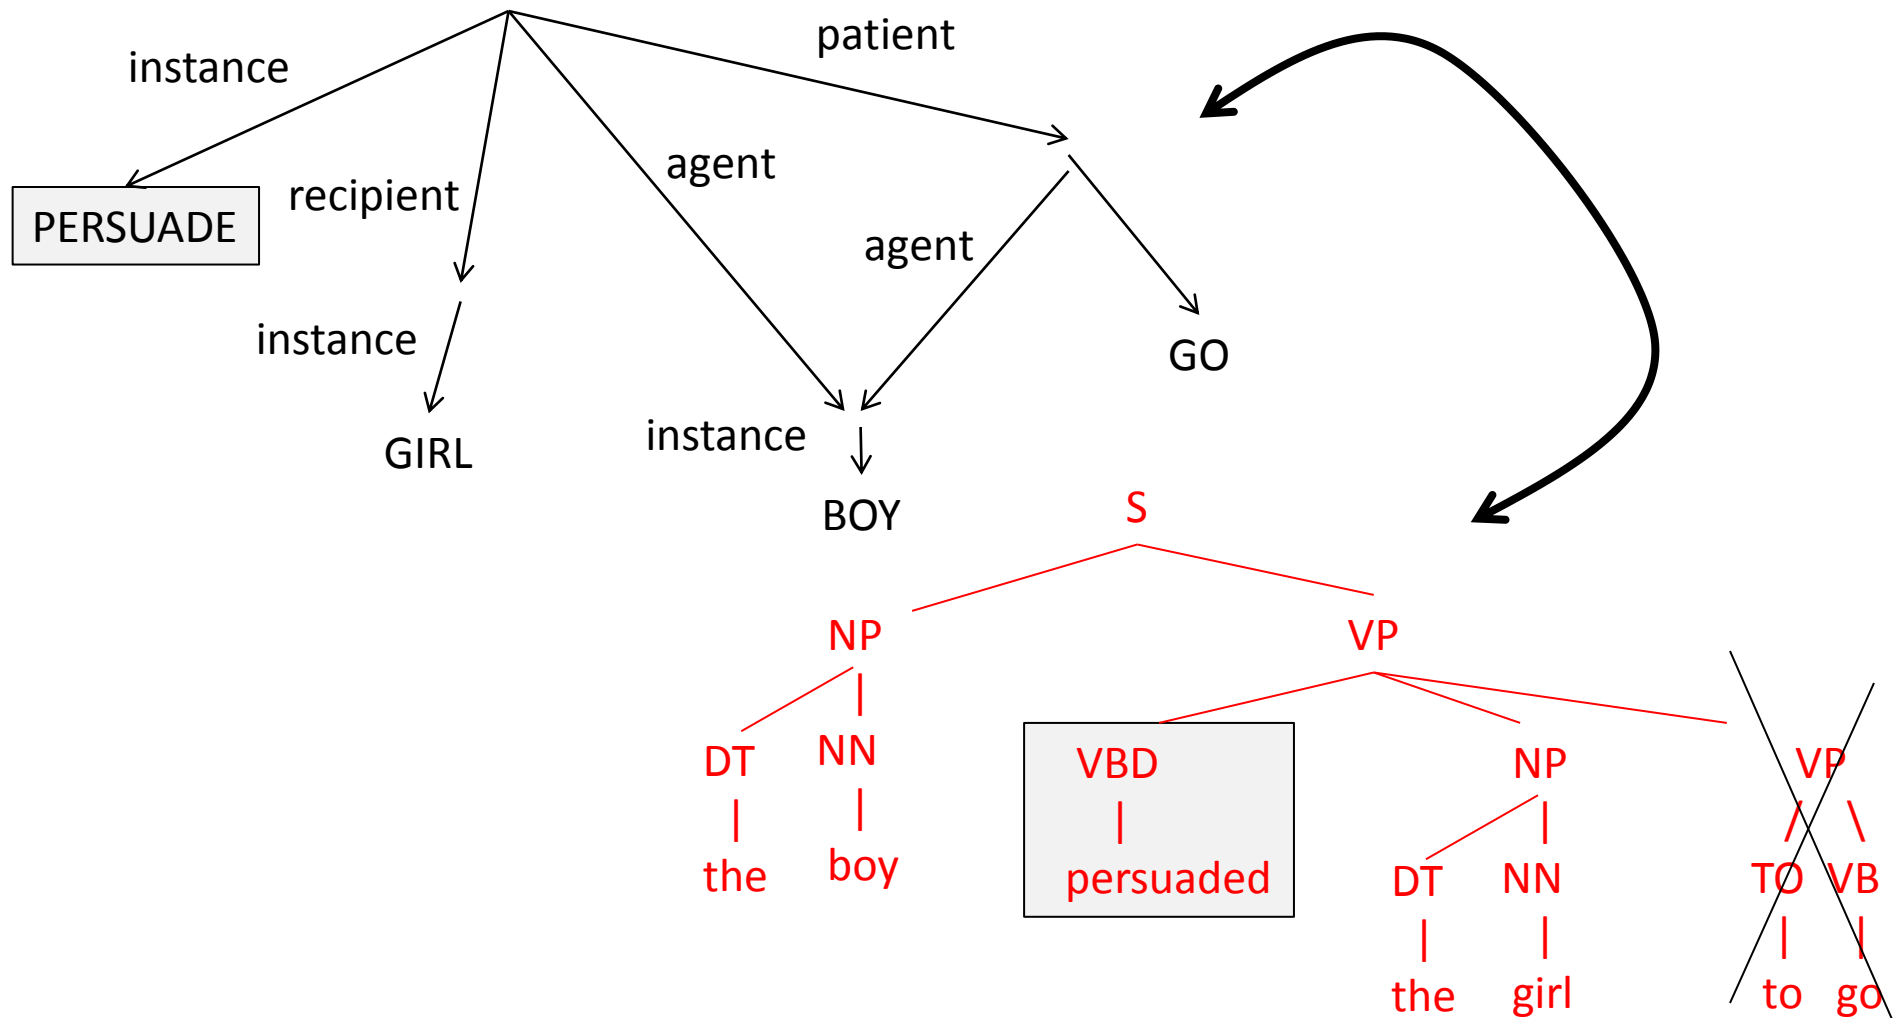 patient
instance
agent
recipient
PERSUADE
agent
instance
GO
instance
GIRL
BOY
S
NP VP
DT NN VBD NP VP
the boy persuaded DT NN TO VB
the girl to go